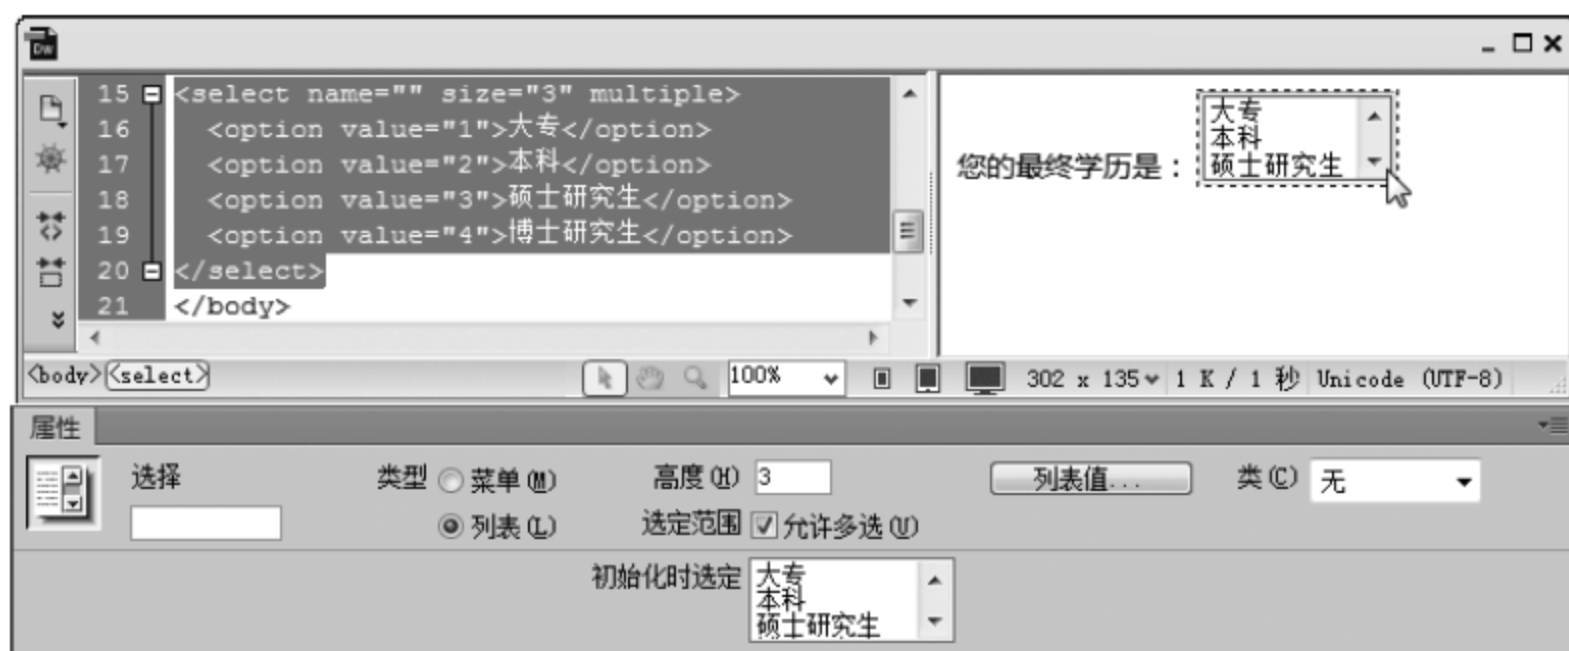 Dw
15 <select name="" size="3" multiple>
16 <option value="1">大专</option>
17 <option value="2">本科</option>
18 <option value="3">硕士研究生</option>
19 <option value="4">博士研究生</option>
20 </select>
21 </body>
您的最终学历是：
大专
本科
硕士研究生
<body><select> 100% 302 x 135 1 K / 1 秒 Unicode (UTF-8)
属性
选择 类型 菜单(M) 高度(H) 3 列表值... 类(C) 无
列表(L) 选定范围 允许多选(V)
初始化时选定 大专
本科
硕士研究生